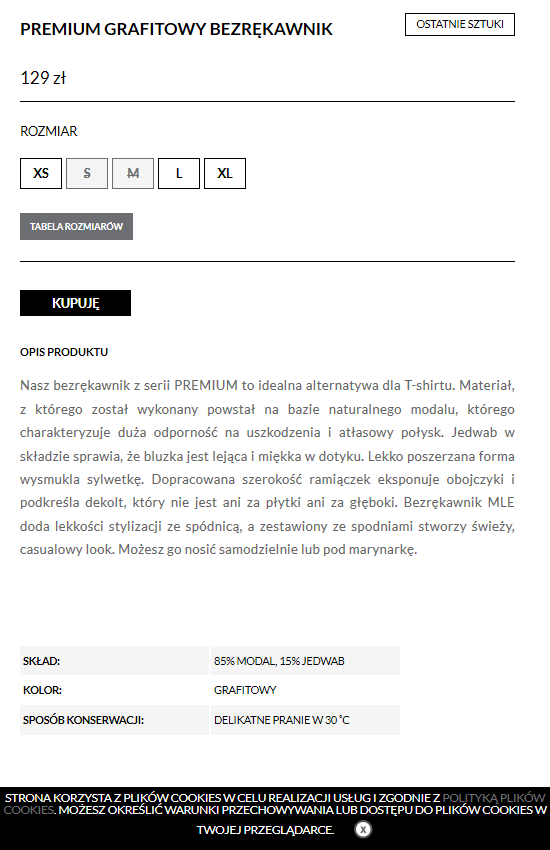 PREMIUM GRAFITOWY BEZRĘKAWNIK
OSTATNIE SZTUKI
129 zł
ROZMIAR
XS S M L XL
TABELA ROZMIARÓW
KUPUJĘ
OPIS PRODUKTU
Nasz bezrękawnik z serii PREMIUM to idealna alternatywa dla T-shirtu. Materiał,
z którego został wykonany powstał na bazie naturalnego modalu, którego
charakteryzuje duża odporność na uszkodzenia i atłasowy połysk. Jedwab w
składzie sprawia, że bluzka jest lejąca i miękka w dotyku. Lekko poszerzana forma
wysmukla sylwetkę. Dopracowana szerokość ramiączek eksponuje obojczyki i
podkreśla dekolt, który nie jest ani za płytki ani za głęboki. Bezrękawnik MLE
doda lekkości stylizacji ze spódnicą, a zestawiony ze spodniami stworzy świeży,
casualowy look. Możesz go nosić samodzielnie lub pod marynarkę.
SKŁAD: 85% MODAL, 15% JEDWAB
KOLOR: GRAFITOWY
SPOSÓB KONSERWACJI: DELIKATNE PRANIE W 30 ˚C
STRONA KORZYSTA Z PLIKÓW COOKIES W CELU REALIZACJI USŁUG I ZGODNIE Z POLITYKĄ PLIKÓW
COOKIES. MOŻESZ OKREŚLIĆ WARUNKI PRZECHOWYWANIA LUB DOSTĘPU DO PLIKÓW COOKIES W
TWOJEJ PRZEGLĄDARCE. X